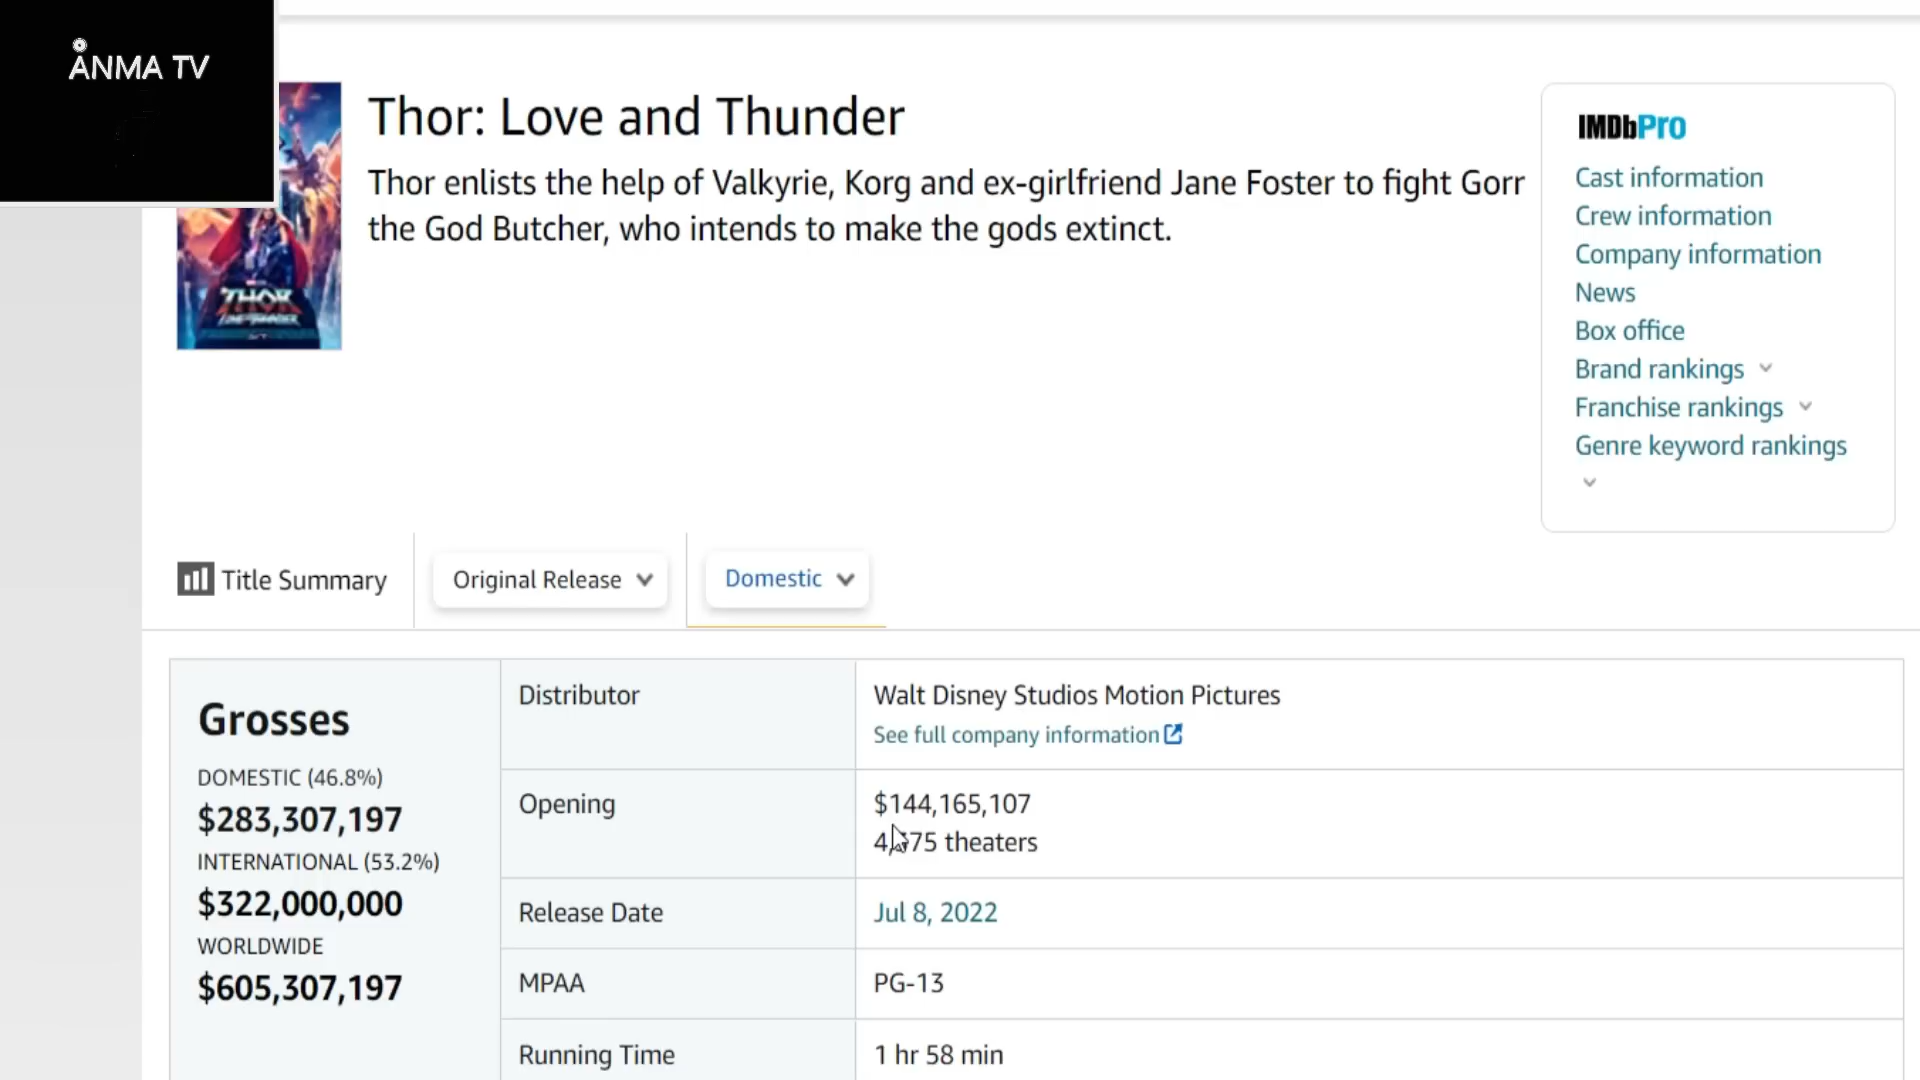 ANMA TV
Thor: Love and Thunder
Thor enlists the help of Valkyrie, Korg and ex-girlfriend Jane Foster to fight Gorr
the God Butcher, who intends to make the gods extinct.
THOR
IMDbPro
Cast information
Crew information
Company information
News
Box office
Brand rankings
Franchise rankings
Genre keyword rankings
Title Summary
Original Release
Domestic
Grosses
DOMESTIC (46.8%)
$283,307,197
INTERNATIONAL (53.2%)
$322,000,000
WORLDWIDE
$605,307,197
Distributor
Walt Disney Studios Motion Pictures
See full company information
Opening
$144,165,107
theaters
Release Date
Jul 8, 2022
MPAA
PG-13
Running Time
1 hr 58 min